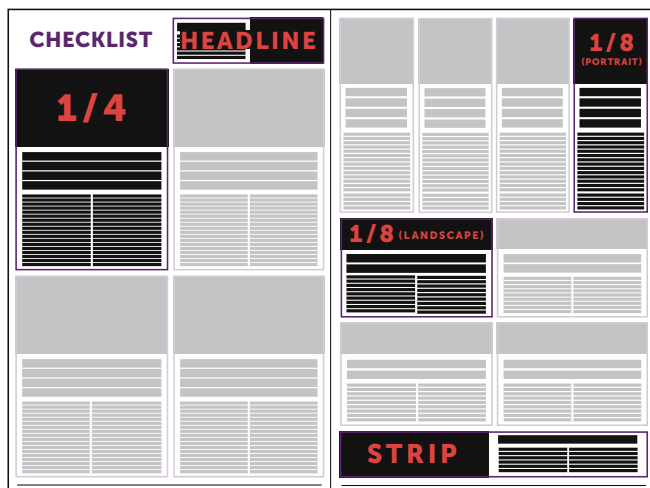 CHECKLIST
HEADLINE
1/4
1/8
(PORTRAIT)
1/8 (LANDSCAPE)
STRIP